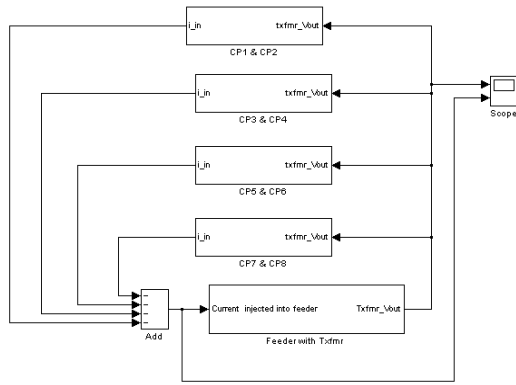 i_in txfmr_Vout
CP1 & CP2
i_in txfmr_Vout
CP3 & CP4
Scope
i_in txfmr_Vout
CP5 & CP6
i_in txfmr_Vout
CP7 & CP8
Current injected into feeder Txfmr_Vout
Add
Feeder with Txfmr